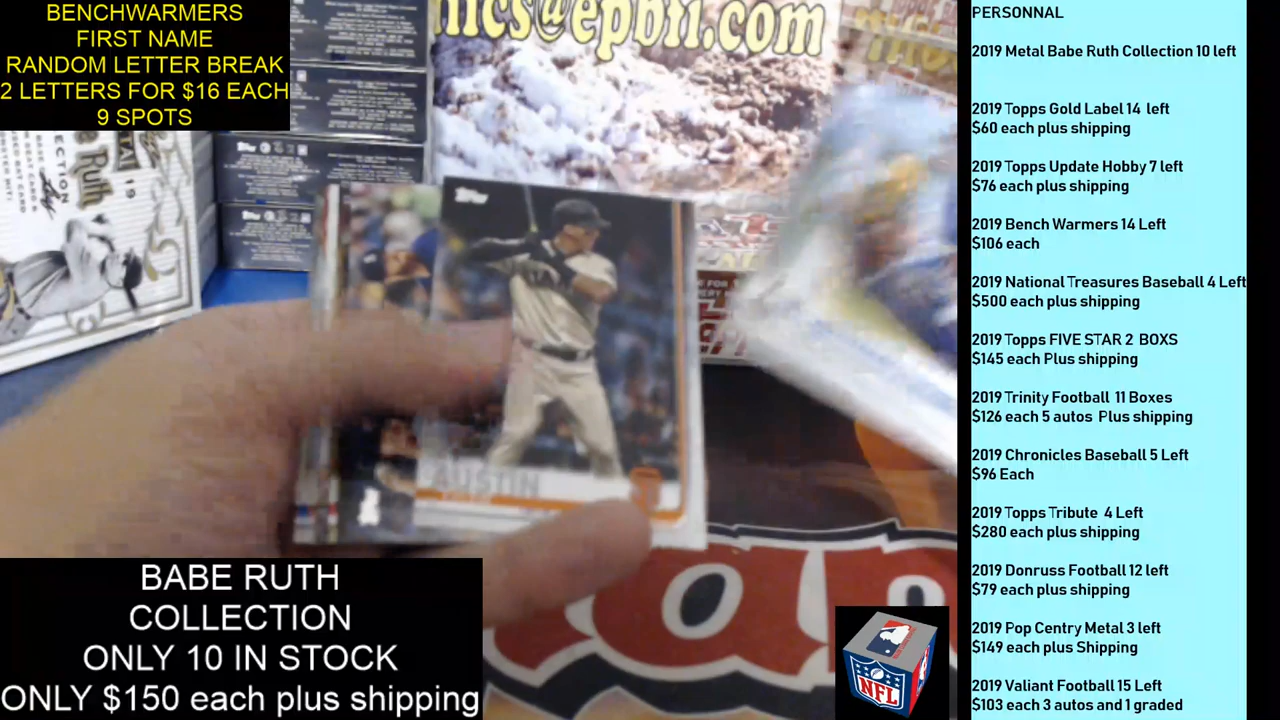 BENCHWARMERS
FIRST NAME
RANDOM LETTER BREAK
2 LETTERS FOR $16 EACH
9 SPOTS
nics@epbti.com
Topps
AUSTIN
BABE RUTH
COLLECTION
ONLY 10 IN STOCK
ONLY $150 each plus shipping
NFL
PERSONNAL
2019 Metal Babe Ruth Collection 10 left
2019 Topps Gold Label 14 left
$60 each plus shipping
2019 Topps Update Hobby 7 left
$76 each plus shipping
2019 Bench Warmers 14 Left
$106 each
2019 National Treasures Baseball 4 Left
$500 each plus shipping
2019 Topps FIVE STAR 2 BOXS
$145 each Plus shipping
2019 Trinity Football 11 Boxes
$126 each 5 autos Plus shipping
2019 Chronicles Baseball 5 Left
$96 Each
2019 Topps Tribute 4 Left
$280 each plus shipping
2019 Donruss Football 12 left
$79 each plus shipping
2019 Pop Centry Metal 3 left
$149 each plus Shipping
2019 Valiant Football 15 Left
$103 each 3 autos and 1 graded